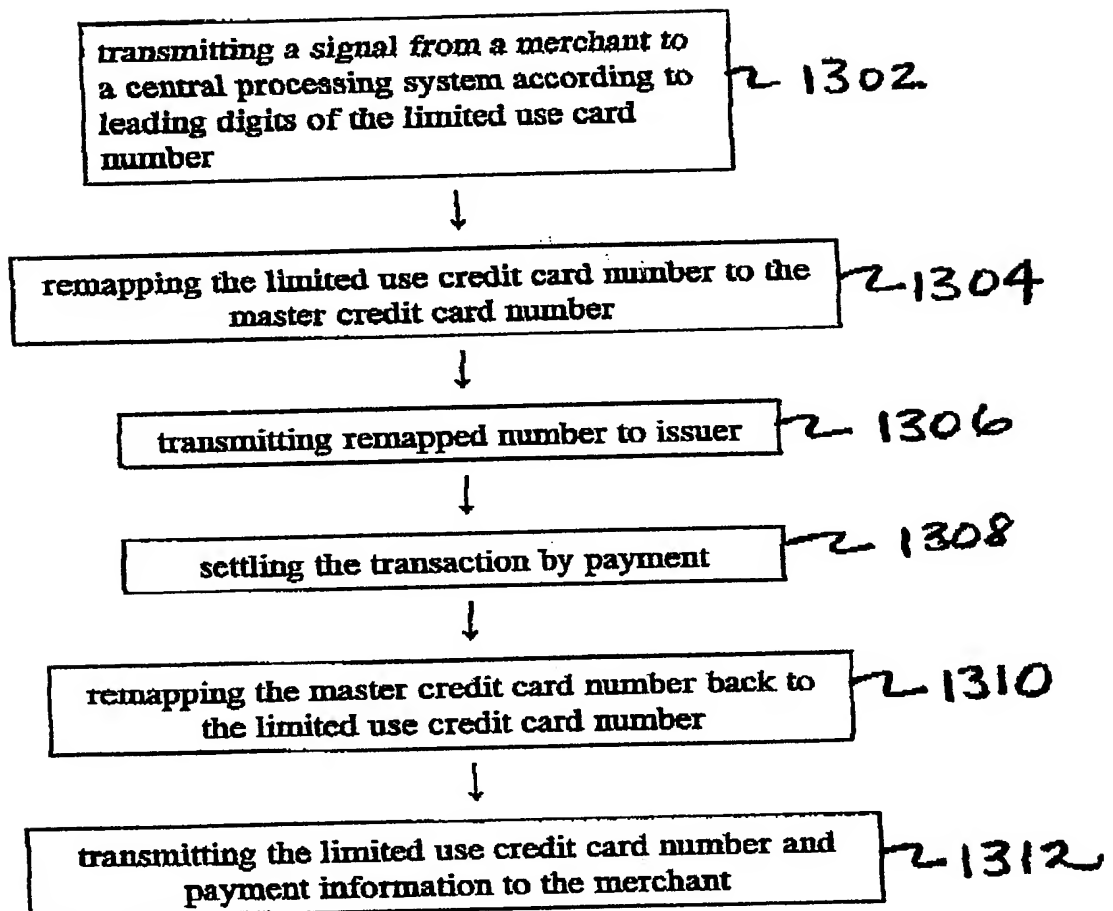 transmitting a signal from a merchant to
a central processing system according to
leading digits of the limited use card
number
1302
↓
remapping the limited use credit card number to the
master credit card number
1304
↓
transmitting remapped number to issuer
1306
↓
settling the transaction by payment
1308
↓
remapping the master credit card number back to
the limited use credit card number
1310
↓
transmitting the limited use credit card number and
payment information to the merchant
1312